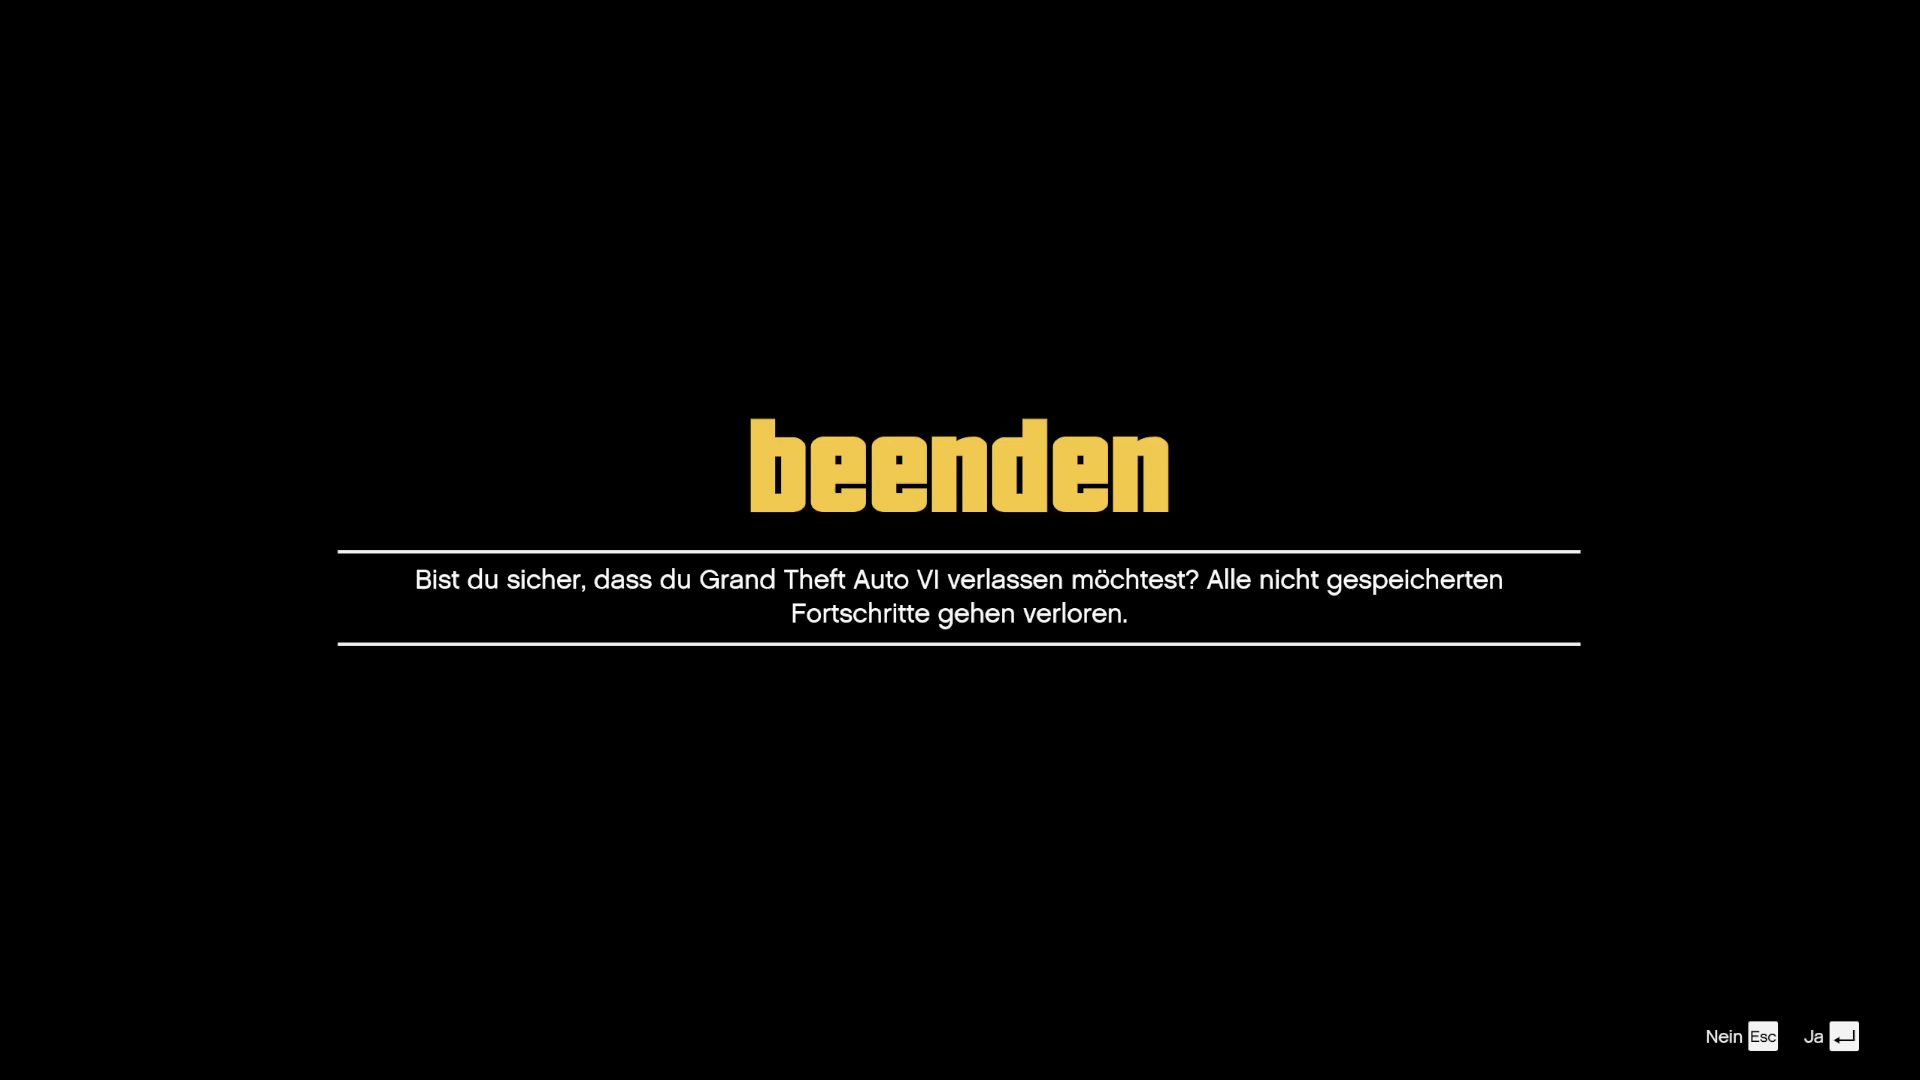 beenden
Bist du sicher, dass du Grand Theft Auto VI verlassen möchtest? Alle nicht gespeicherten
Fortschritte gehen verloren.
Nein Esc Ja